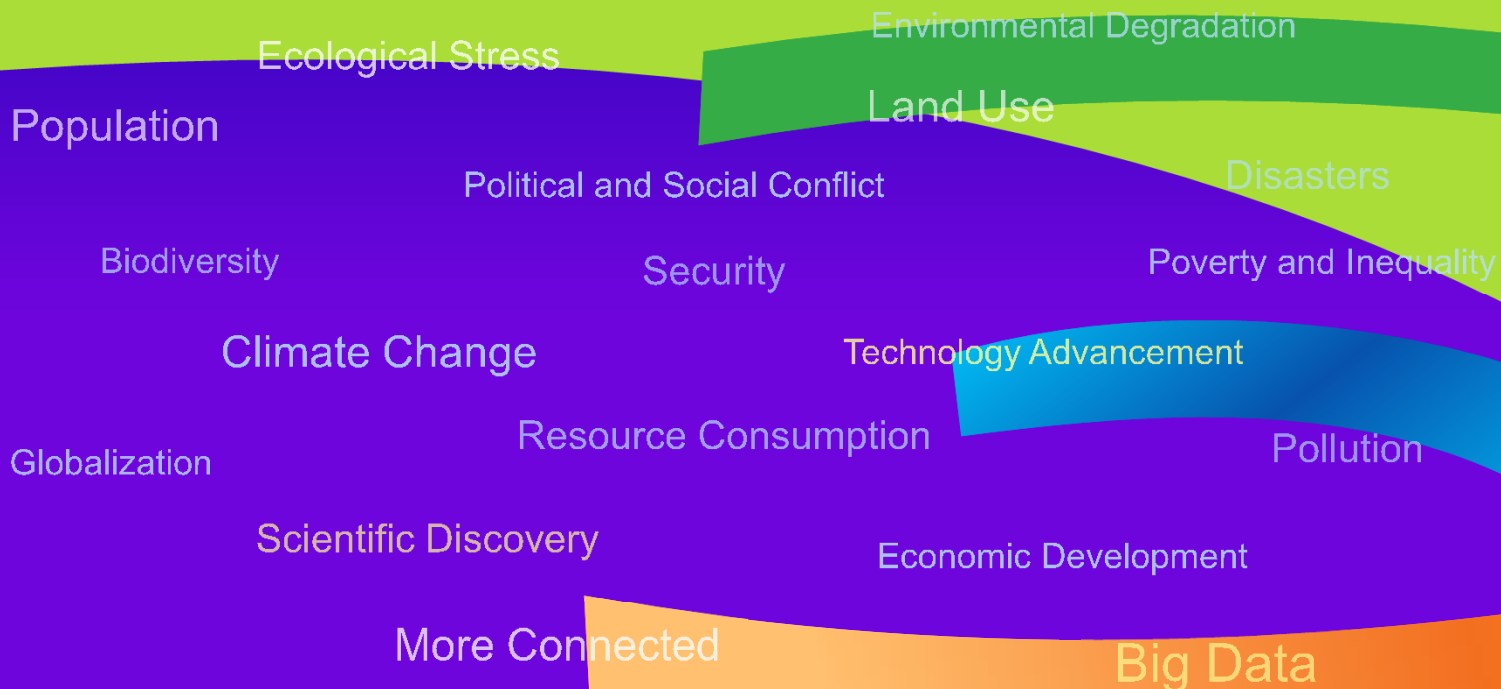 Environmental Degradation
Ecological Stress
Land Use
Population
Disasters
Political and Social Conflict
Biodiversity
Security
Poverty and Inequality
Climate Change
Technology Advancement
Resource Consumption
Pollution
Globalization
Scientific Discovery
Economic Development
More Connected
Big Data